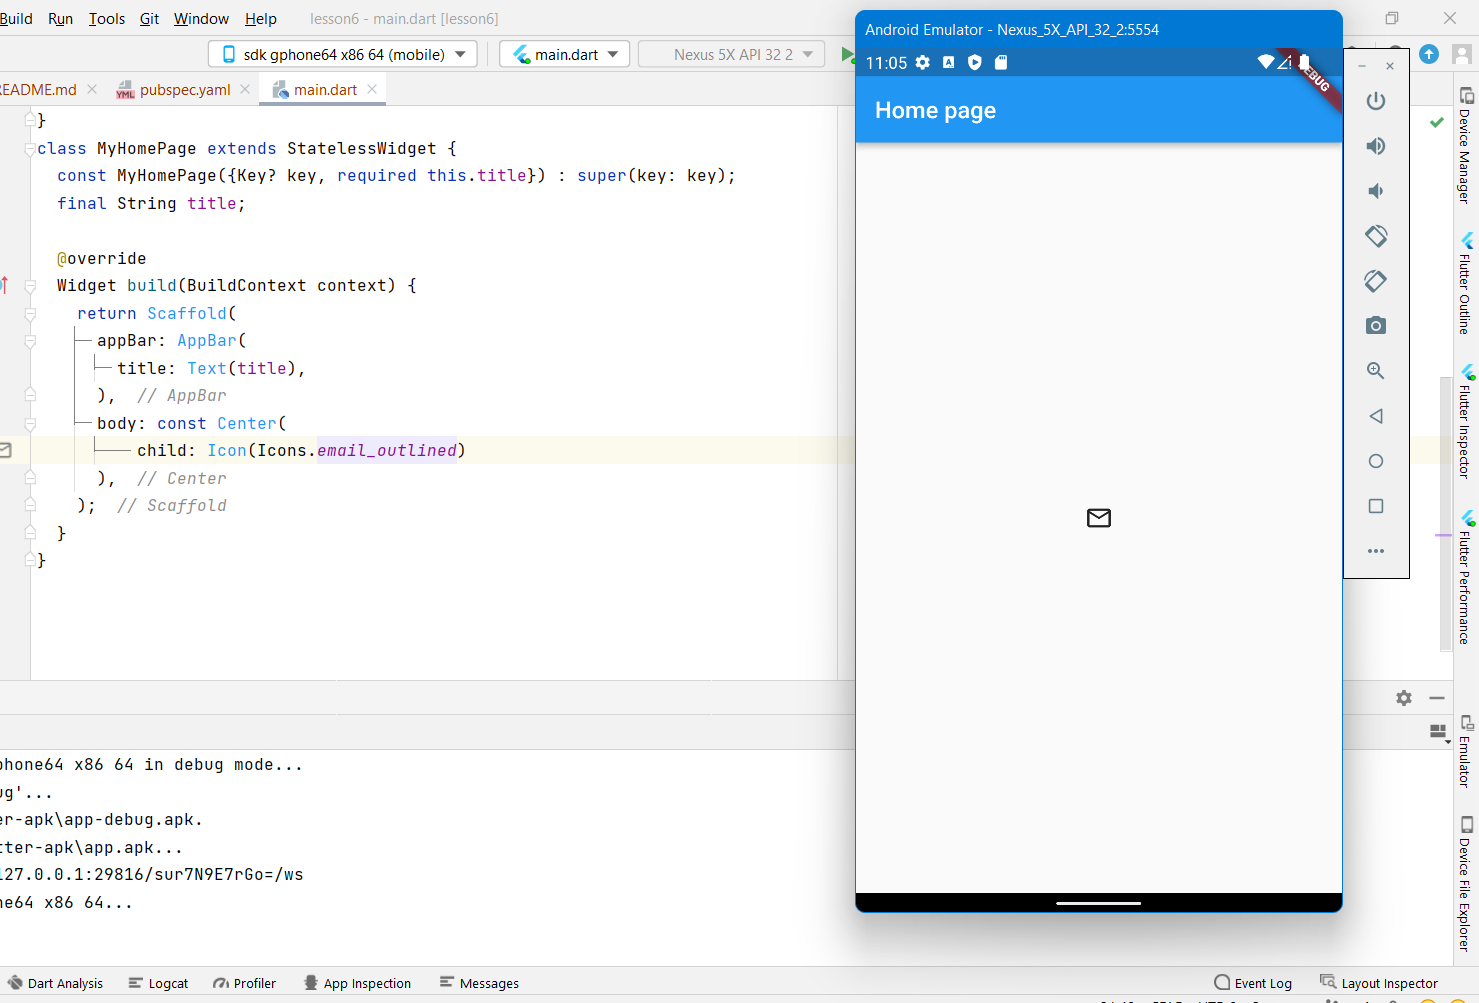 Build Run Tools Git Window Help lesson6 - main.dart [lesson6]
sdk gphone64 x86 64 (mobile) main.dart Nexus 5X API 32 2
README.md pubspec.yaml main.dart
}
class MyHomePage extends StatelessWidget {
const MyHomePage({Key? key, required this.title}) : super(key: key);
final String title;
@override
Widget build(BuildContext context) {
return Scaffold(
appBar: AppBar(
title: Text(title),
), // AppBar
body: const Center(
child: Icon(Icons.email_outlined)
), // Center
); // Scaffold
}
}
phone64 x86 64 in debug mode...
ug'...
er-apk\app-debug.apk.
tter-apk\app.apk...
127.0.0.1:29816/sur7N9E7rGo=/ws
ne64 x86 64...
Dart Analysis Logcat Profiler App Inspection Messages Event Log Layout Inspector
Android Emulator - Nexus_5X_API_32_2:5554
11:05
DEBUG
Home page
Device Manager
Flutter Outline
Flutter Inspector
Flutter Performance
Emulator
Device File Explorer